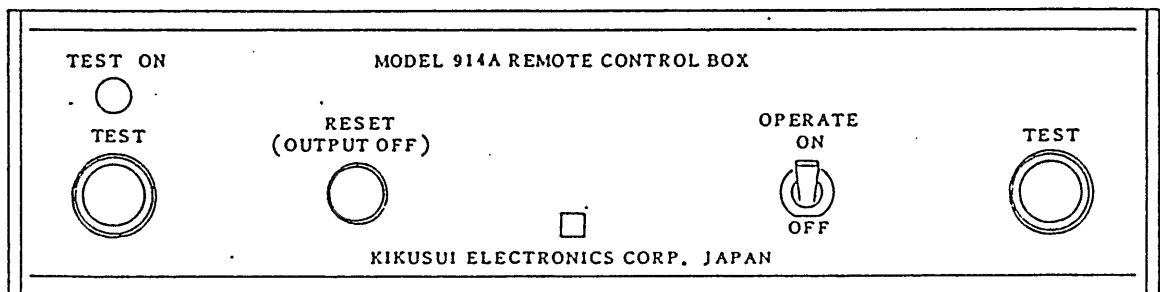 TEST ON
MODEL 914A REMOTE CONTROL BOX
TEST
RESET
(OUTPUT OFF)
OPERATE
ON
OFF
TEST
KIKUSUI ELECTRONICS CORP. JAPAN